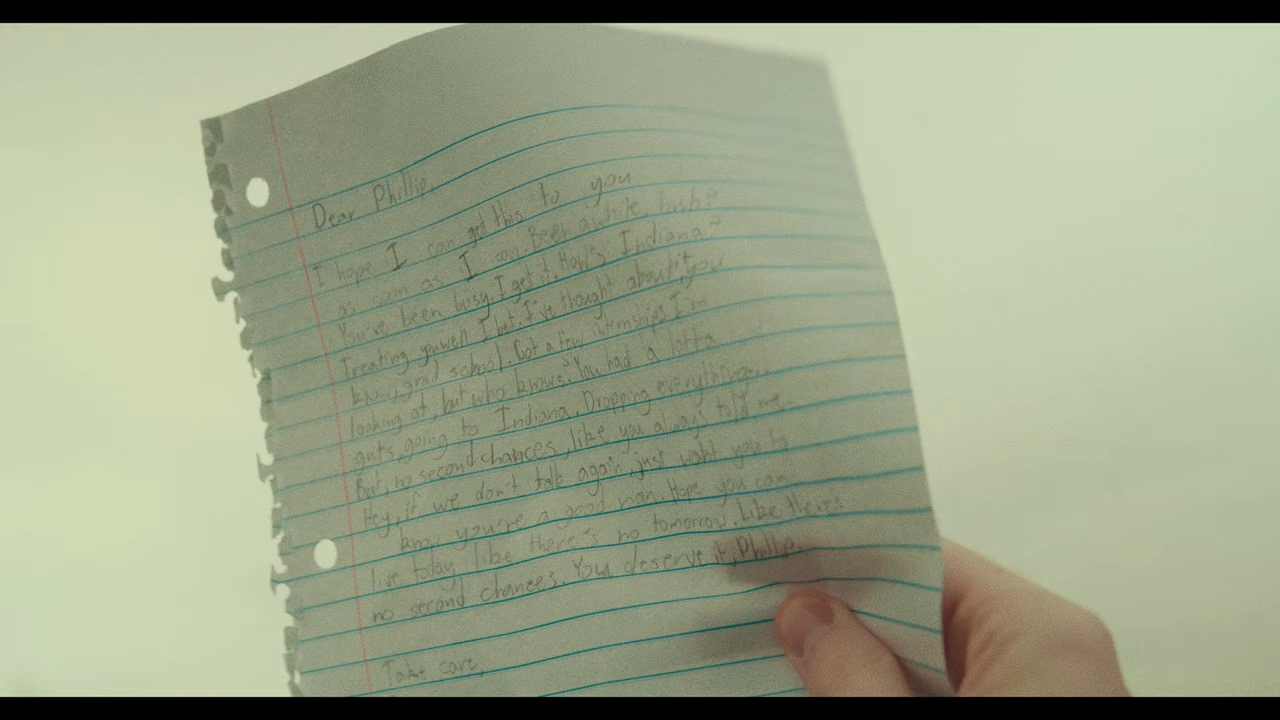 Dear Phillip,
I hope I can get this to you
as soon as I can. Been awhile, huh?
You've been busy, I get it. How's Indiana?
Treating you well I bet. I've thought about it, you
know, grad school. Got a few internships I'm
looking at, but who knows? You had a lotta
guts, going to Indiana. Dropping everything...
But, no second chances, like you always told me...
Hey, if we don't talk again, just want you to
know you're a good man. Hope you can
live today like there's no tomorrow. Like there's
no second chances. You deserve it, Phillip.
Take care,